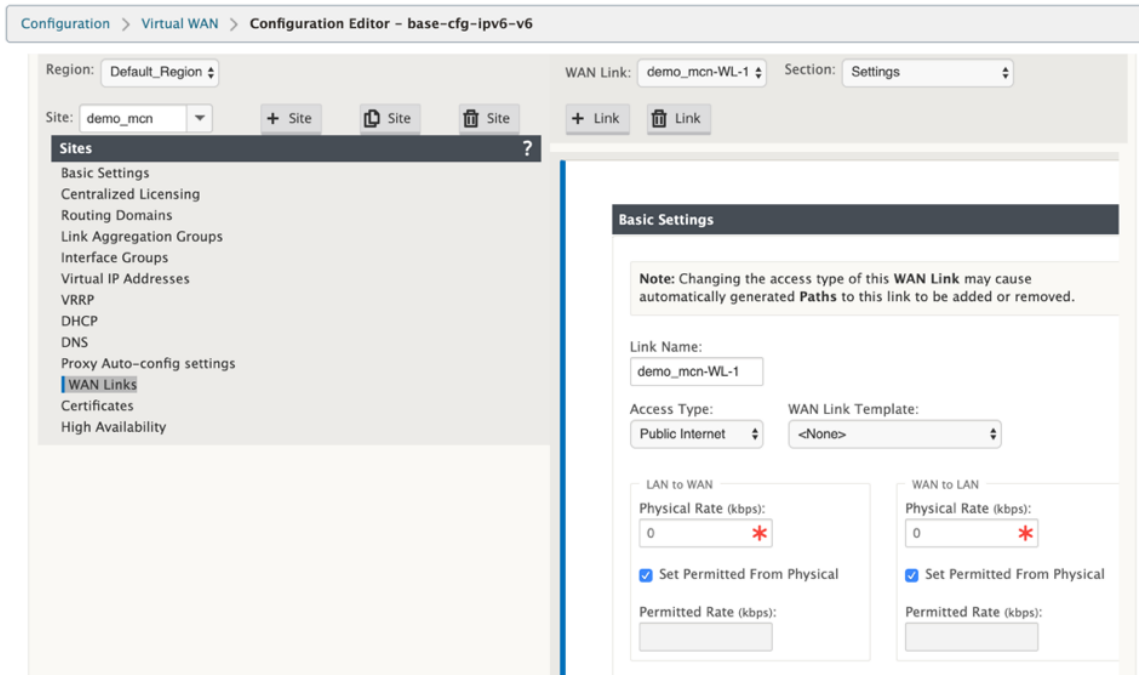 Configuration > Virtual WAN > Configuration Editor – base-cfg-ipv6-v6
Region: Default_Region
Site: demo_mcn + Site Site Site
Sites ?
Basic Settings
Centralized Licensing
Routing Domains
Link Aggregation Groups
Interface Groups
Virtual IP Addresses
VRRP
DHCP
DNS
Proxy Auto-config settings
WAN Links
Certificates
High Availability
WAN Link: demo_mcn-WL-1 Section: Settings
+ Link Link
Basic Settings
Note: Changing the access type of this WAN Link may cause
automatically generated Paths to this link to be added or removed.
Link Name:
demo_mcn-WL-1
Access Type: WAN Link Template:
Public Internet <None>
LAN to WAN
Physical Rate (kbps):
0 *
Set Permitted From Physical
Permitted Rate (kbps):
WAN to LAN
Physical Rate (kbps):
0 *
Set Permitted From Physical
Permitted Rate (kbps):